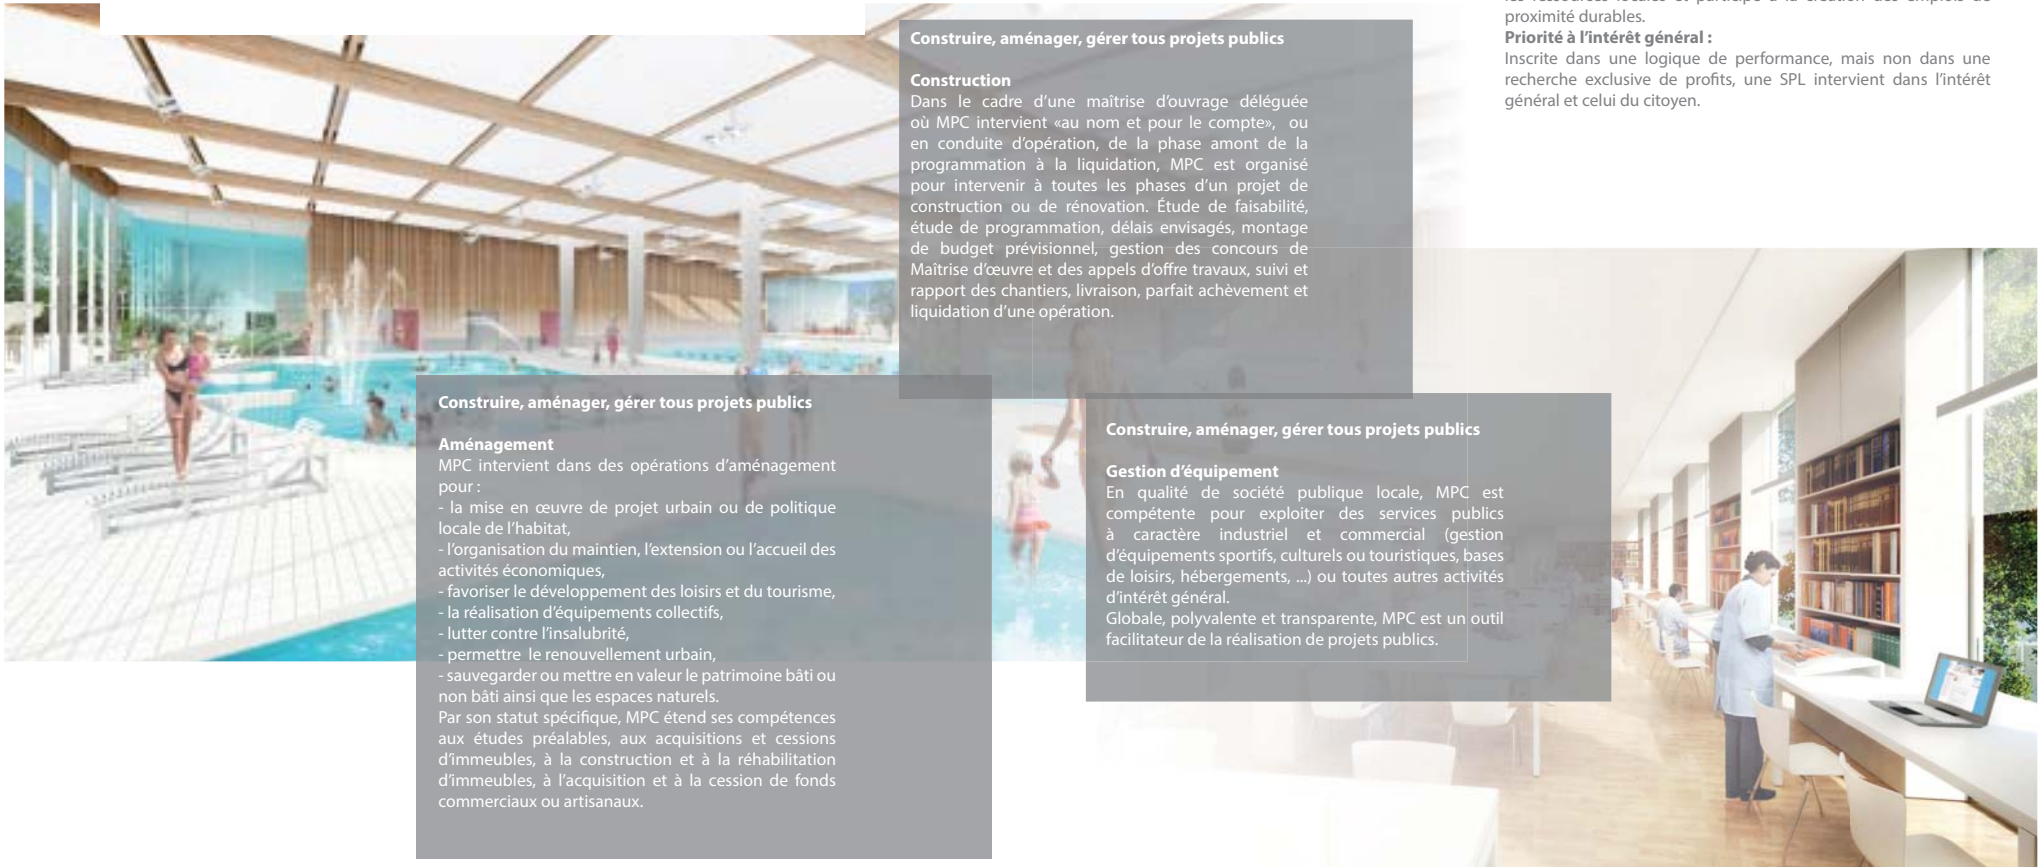 les ressources locales et participe à la création des emplois de
proximité durables.
Priorité à l’intérêt général :
Inscrite dans une logique de performance, mais non dans une
recherche exclusive de profits, une SPL intervient dans l’intérêt
général et celui du citoyen.
Construire, aménager, gérer tous projets publics
Construction
Dans le cadre d’une maîtrise d’ouvrage déléguée
où MPC intervient «au nom et pour le compte», ou
en conduite d’opération, de la phase amont de la
programmation à la liquidation, MPC est organisé
pour intervenir à toutes les phases d’un projet de
construction ou de rénovation. Étude de faisabilité,
étude de programmation, délais envisagés, montage
de budget prévisionnel, gestion des concours de
Maîtrise d’œuvre et des appels d’offre travaux, suivi et
rapport des chantiers, livraison, parfait achèvement et
liquidation d’une opération.
Construire, aménager, gérer tous projets publics
Aménagement
MPC intervient dans des opérations d’aménagement
pour :
- la mise en œuvre de projet urbain ou de politique
locale de l’habitat,
- l’organisation du maintien, l’extension ou l’accueil des
activités économiques,
- favoriser le développement des loisirs et du tourisme,
- la réalisation d’équipements collectifs,
- lutter contre l’insalubrité,
- permettre le renouvellement urbain,
- sauvegarder ou mettre en valeur le patrimoine bâti ou
non bâti ainsi que les espaces naturels.
Par son statut spécifique, MPC étend ses compétences
aux études préalables, aux acquisitions et cessions
d’immeubles, à la construction et à la réhabilitation
d’immeubles, à l’acquisition et à la cession de fonds
commerciaux ou artisanaux.
Construire, aménager, gérer tous projets publics
Gestion d’équipement
En qualité de société publique locale, MPC est
compétente pour exploiter des services publics
à caractère industriel et commercial (gestion
d’équipements sportifs, culturels ou touristiques, bases
de loisirs, hébergements, ...) ou toutes autres activités
d’intérêt général.
Globale, polyvalente et transparente, MPC est un outil
facilitateur de la réalisation de projets publics.